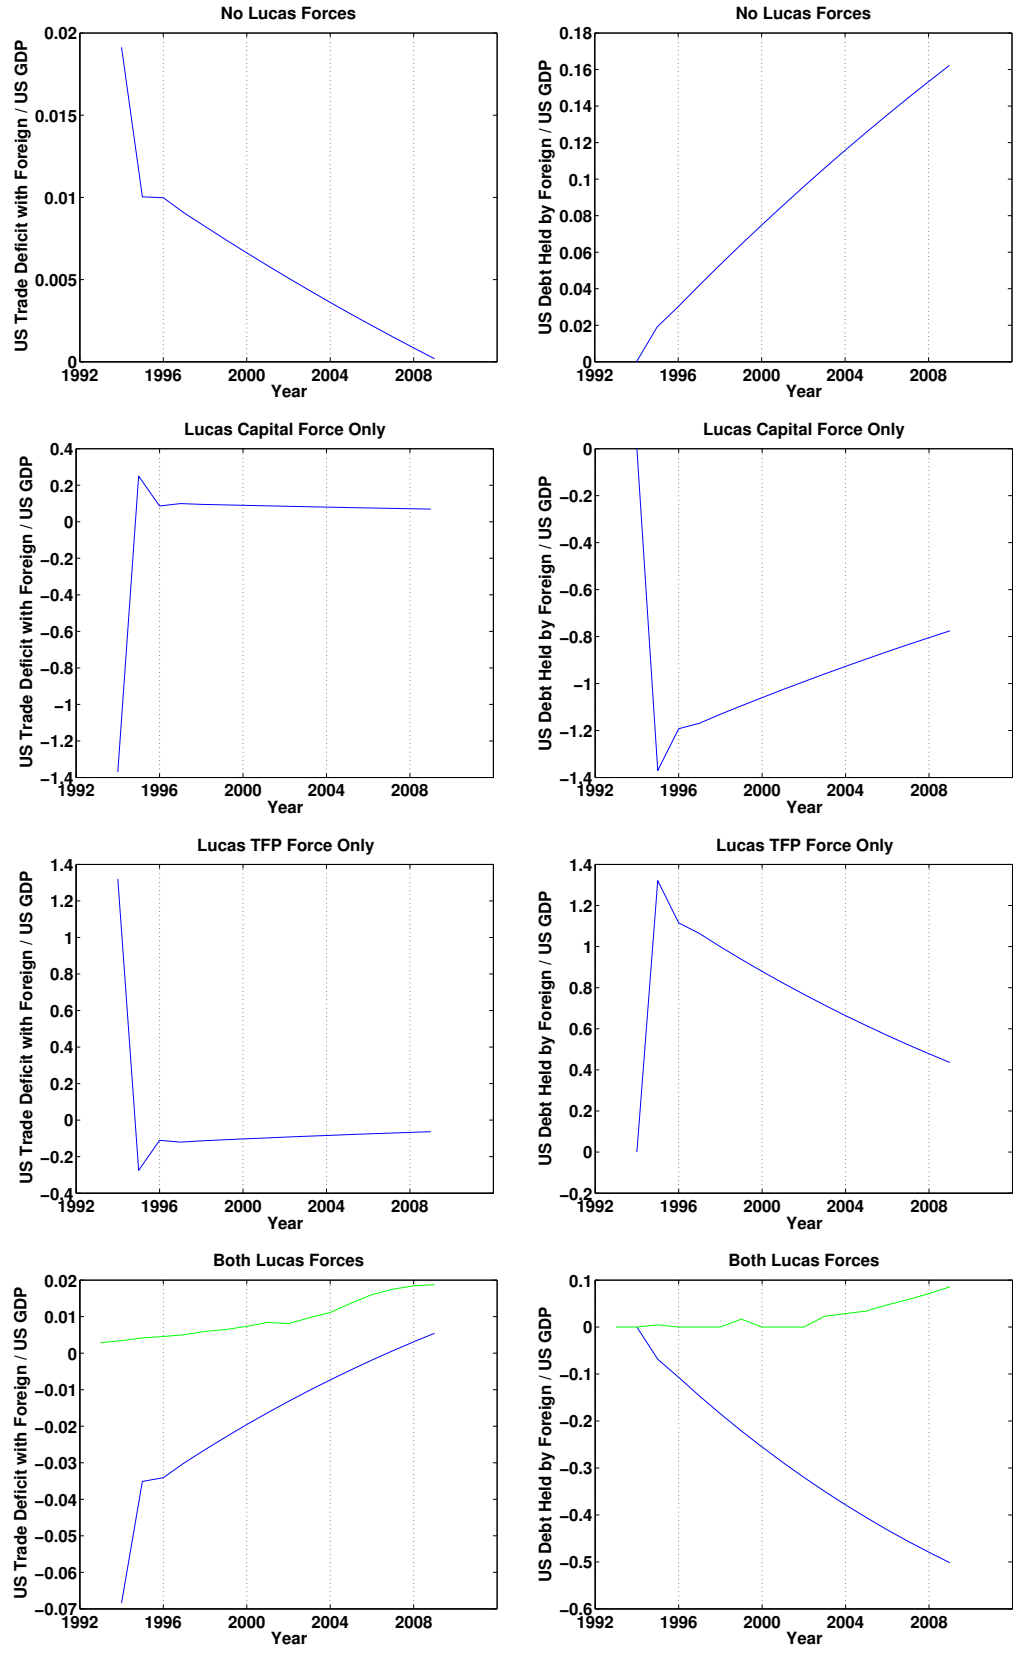 No Lucas Forces
US Trade Deficit with Foreign / US GDP
0.02
0.015
0.01
0.005
0
1992 1996 2000 2004 2008
Year
No Lucas Forces
US Debt Held by Foreign / US GDP
0.18
0.16
0.14
0.12
0.1
0.08
0.06
0.04
0.02
0
1992 1996 2000 2004 2008
Year
Lucas Capital Force Only
US Trade Deficit with Foreign / US GDP
0.4
0.2
0
−0.2
−0.4
−0.6
−0.8
−1
−1.2
−1.4
1992 1996 2000 2004 2008
Year
Lucas Capital Force Only
US Debt Held by Foreign / US GDP
0
−0.2
−0.4
−0.6
−0.8
−1
−1.2
−1.4
1992 1996 2000 2004 2008
Year
Lucas TFP Force Only
US Trade Deficit with Foreign / US GDP
1.4
1.2
1
0.8
0.6
0.4
0.2
0
−0.2
−0.4
1992 1996 2000 2004 2008
Year
Lucas TFP Force Only
US Debt Held by Foreign / US GDP
1.4
1.2
1
0.8
0.6
0.4
0.2
0
−0.2
1992 1996 2000 2004 2008
Year
Both Lucas Forces
US Trade Deficit with Foreign / US GDP
0.02
0.01
0
−0.01
−0.02
−0.03
−0.04
−0.05
−0.06
−0.07
1992 1996 2000 2004 2008
Year
Both Lucas Forces
US Debt Held by Foreign / US GDP
0.1
0
−0.1
−0.2
−0.3
−0.4
−0.5
−0.6
1992 1996 2000 2004 2008
Year